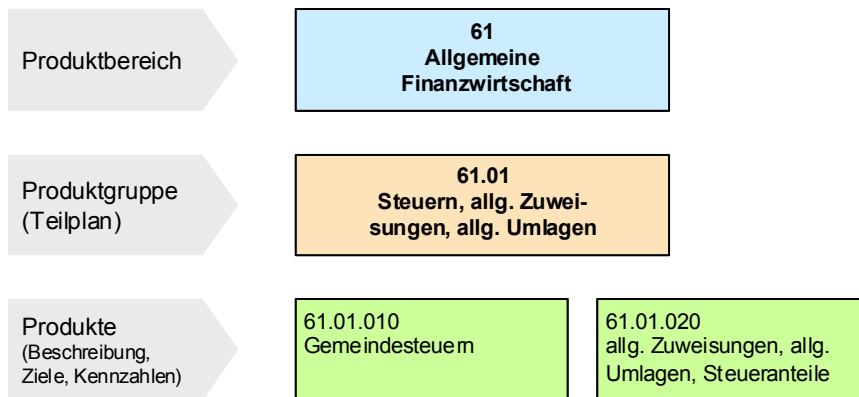 Produktbereich
61
Allgemeine
Finanzwirtschaft
Produktgruppe
(Teilplan)
61.01
Steuern, allg. Zuwei-
sungen, allg. Umlagen
Produkte
(Beschreibung,
Ziele, Kennzahlen)
61.01.010
Gemeindesteuern
61.01.020
allg. Zuweisungen, allg.
Umlagen, Steueranteile